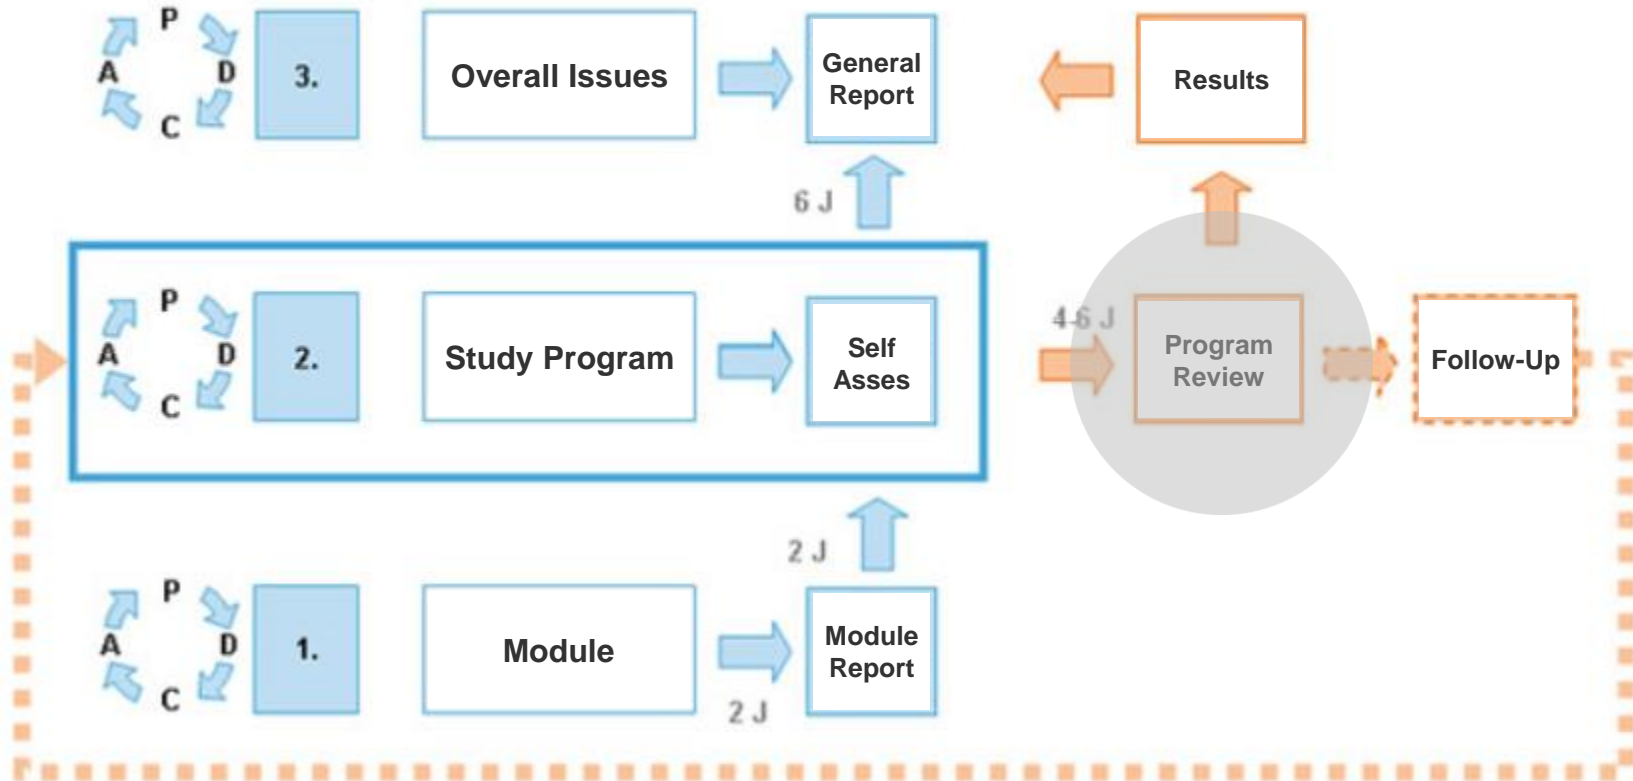 P
A
D
C
3.
Overall Issues
General
Report
Results
6 J
P
A
D
C
2.
Study Program
Self
Asses
4-6 J
Program
Review
Follow-Up
2 J
P
A
D
C
1.
Module
Module
Report
2 J